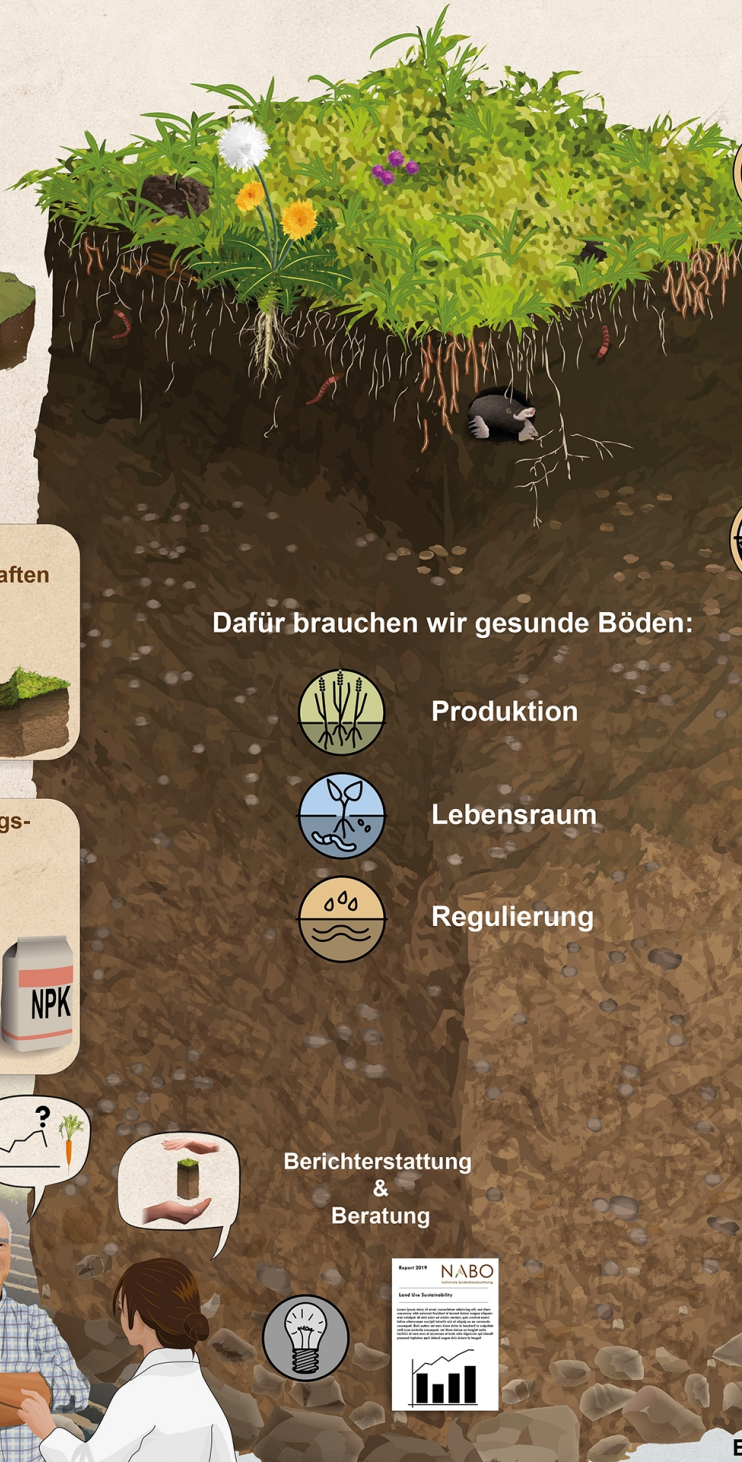 aften
Dafür brauchen wir gesunde Böden:
Produktion
Lebensraum
gs-
Regulierung
NPK
?
Berichterstattung
&
Beratung
Report 2019
NABO
Land Use Sustainability
E